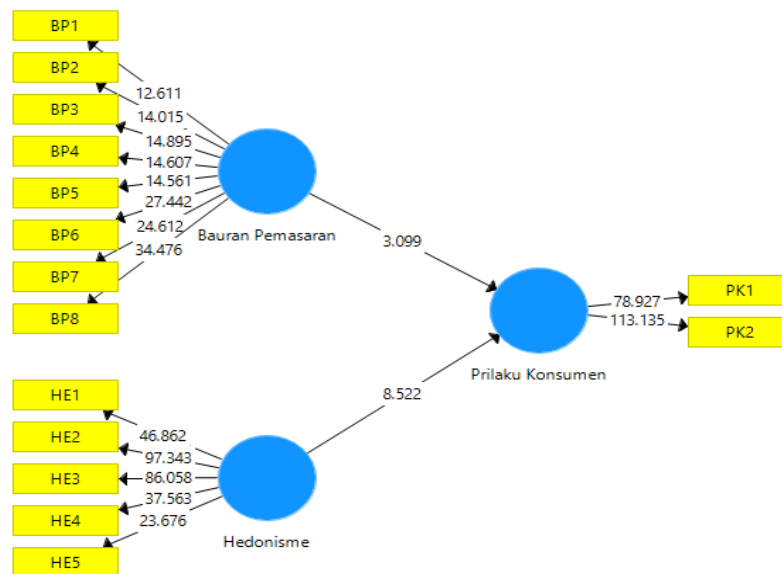 BP1
BP2
BP3
BP4
BP5
BP6
BP7
BP8
12.611
14.015
14.895
14.607
14.561
27.442
24.612
34.476
Bauran Pemasaran
3.099
HE1
HE2
HE3
HE4
HE5
46.862
97.343
86.058
37.563
23.676
Hedonisme
8.522
Prilaku Konsumen
78.927
113.135
PK1
PK2